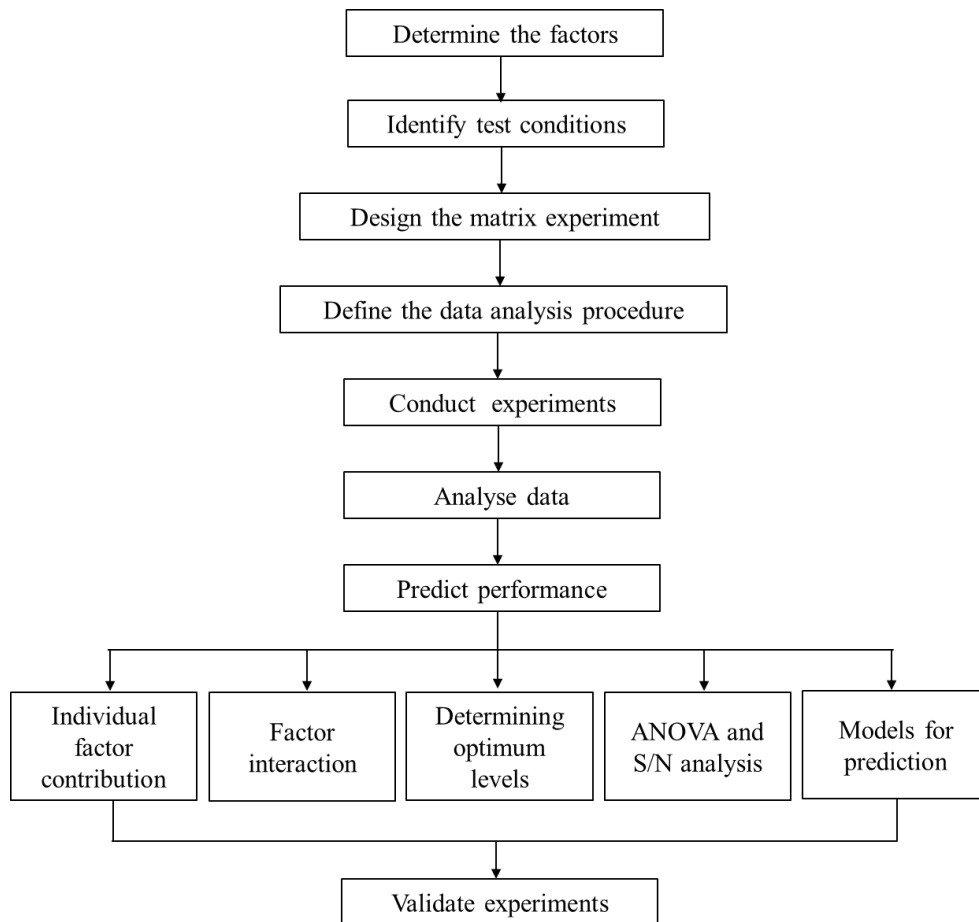 Determine the factors
Identify test conditions
Design the matrix experiment
Define the data analysis procedure
Conduct experiments
Analyse data
Predict performance
Individual
factor
contribution
Factor
interaction
Determining
optimum
levels
ANOVA and
S/N analysis
Models for
prediction
Validate experiments